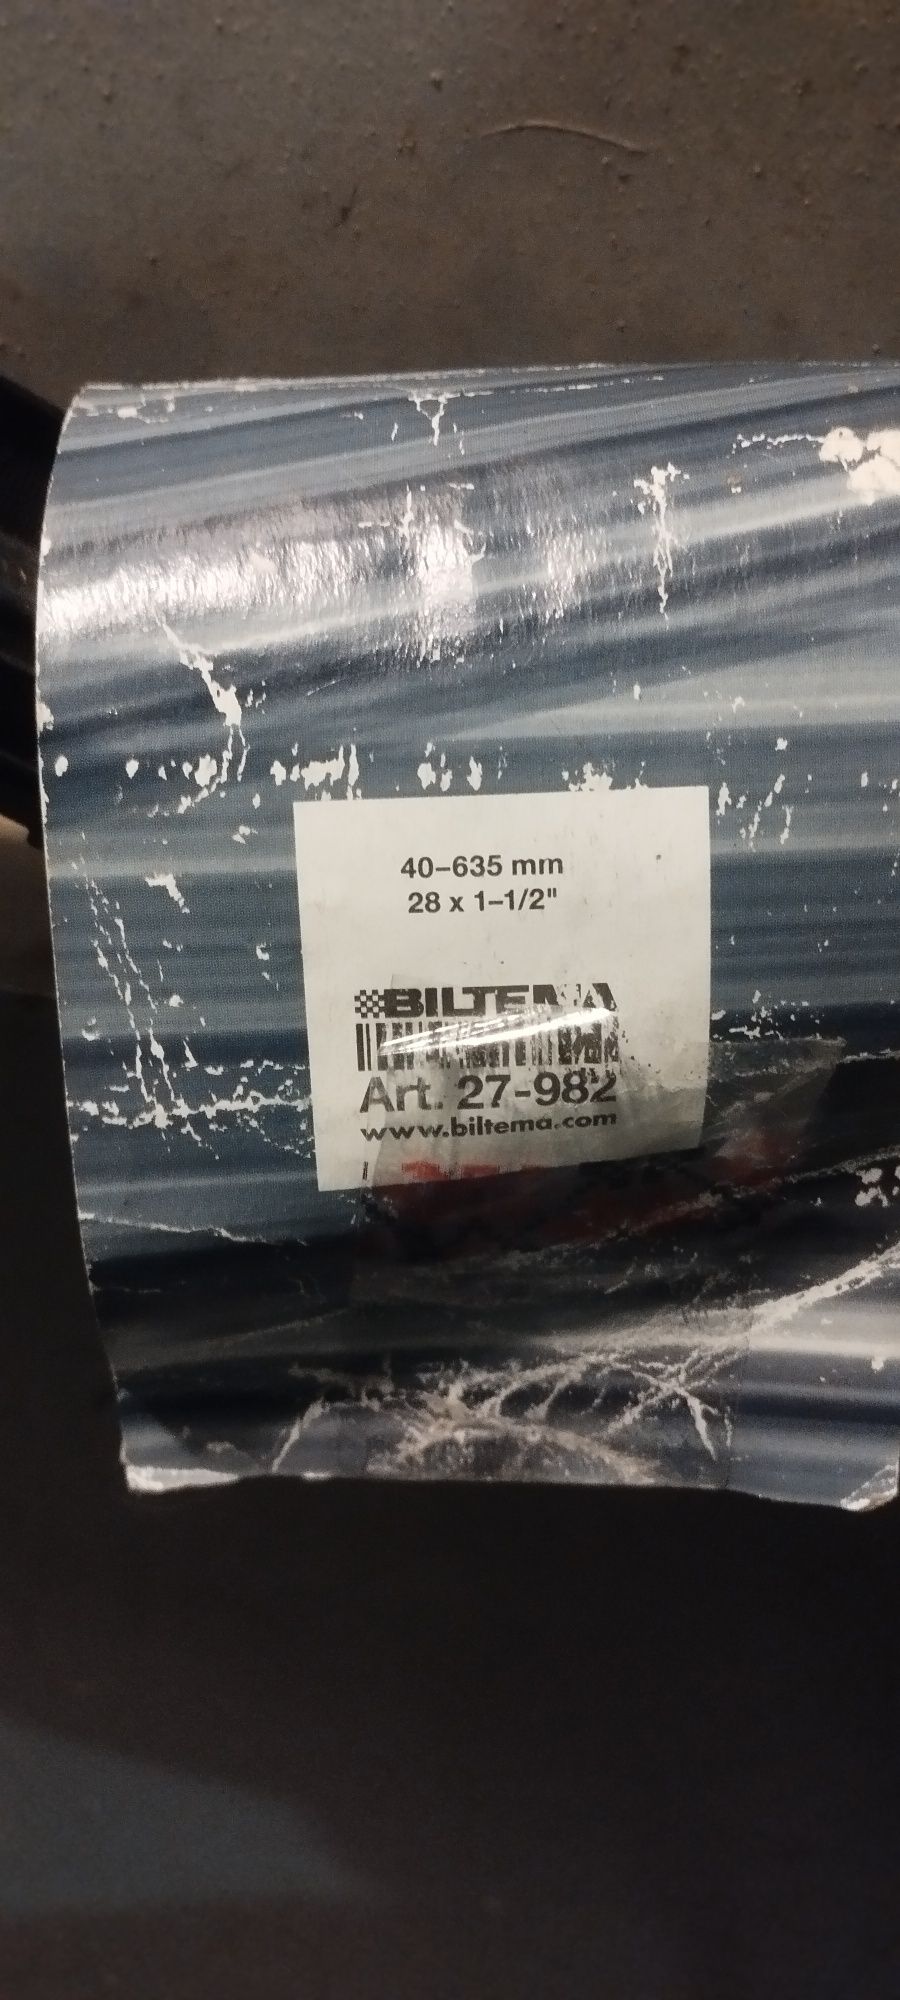 40–635 mm
28 x 1–1/2"
BILTEMA
Art. 27-982
www.biltema.com